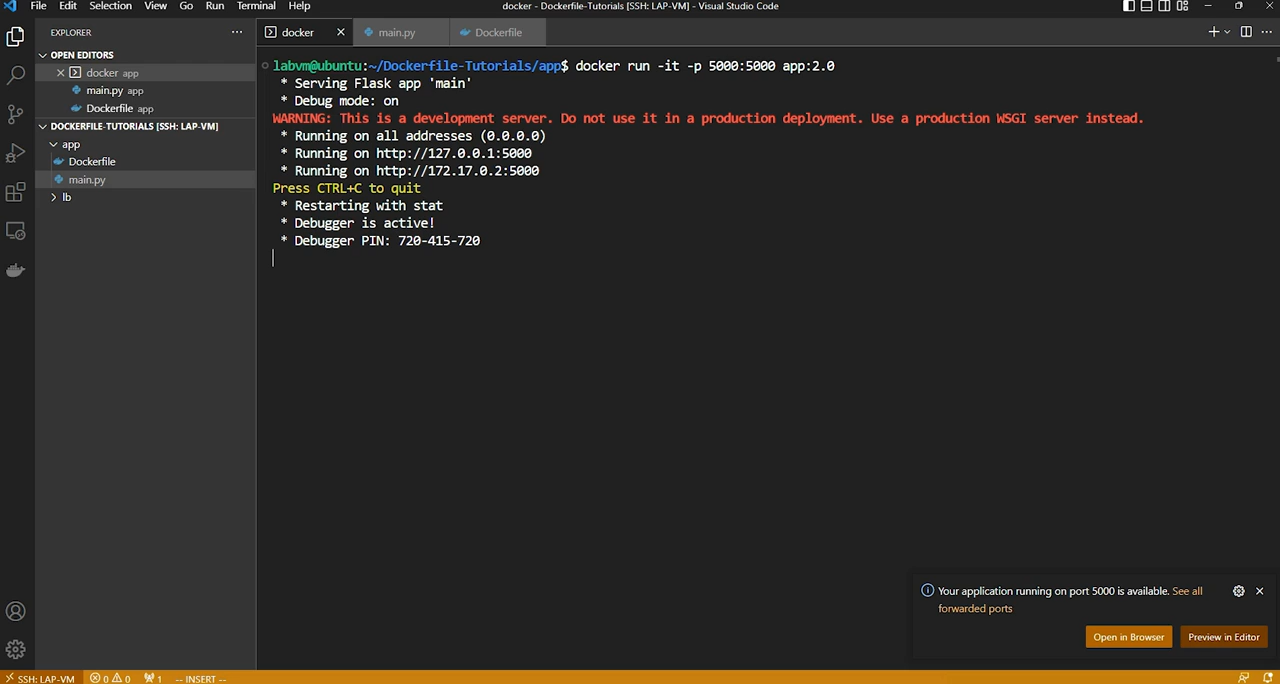 File Edit Selection View Go Run Terminal Help
docker - Dockerfile-Tutorials [SSH: LAP-VM] - Visual Studio Code
EXPLORER
docker
main.py
Dockerfile
OPEN EDITORS
docker app
main.py app
Dockerfile app
DOCKERFILE-TUTORIALS [SSH: LAP-VM]
app
Dockerfile
main.py
lb
labvm@ubuntu:~/Dockerfile-Tutorials/app$ docker run -it -p 5000:5000 app:2.0
* Serving Flask app 'main'
* Debug mode: on
WARNING: This is a development server. Do not use it in a production deployment. Use a production WSGI server instead.
* Running on all addresses (0.0.0.0)
* Running on http://127.0.0.1:5000
* Running on http://172.17.0.2:5000
Press CTRL+C to quit
* Restarting with stat
* Debugger is active!
* Debugger PIN: 720-415-720
Your application running on port 5000 is available. See all
forwarded ports
Open in Browser
Preview in Editor
SSH: LAP-VM
0 0
1
-- INSERT --